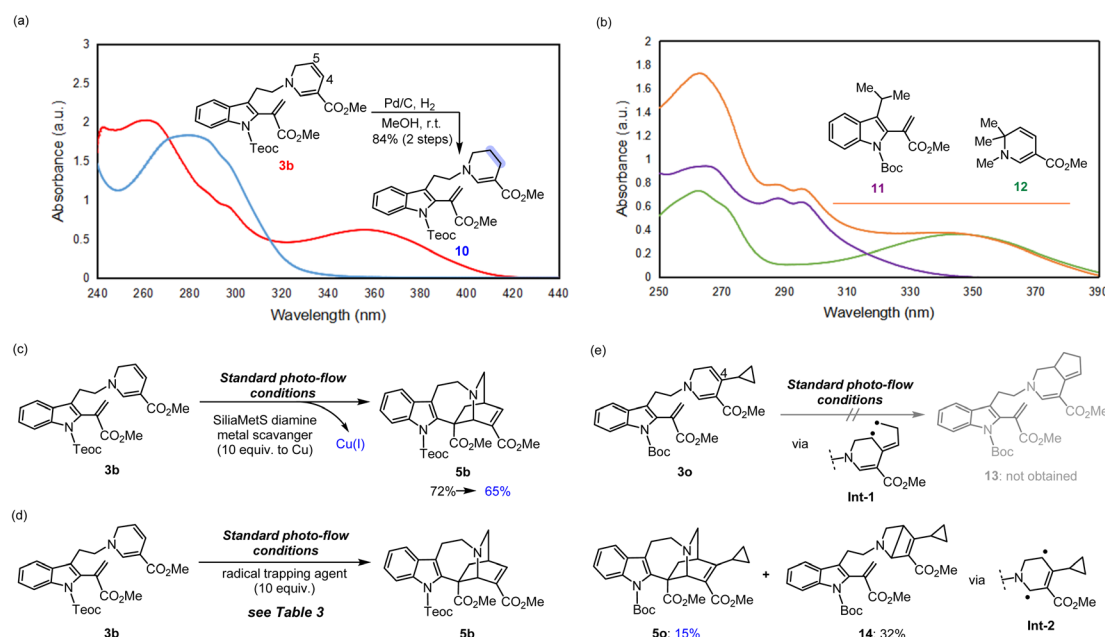 (a)
3
2.5
2
1.5
1
0.5
0
Absorbance (a.u.)
240 260 280 300 320 340 360 380 400 420 440
Wavelength (nm)
5
4
N
CO₂Me
N
CO₂Me
Teoc
3b
Pd/C, H₂
MeOH, r.t.
84% (2 steps)
N
CO₂Me
N
CO₂Me
Teoc
10
(b)
2
1.8
1.6
1.4
1.2
1
0.8
0.6
0.4
0.2
0
Absorbance (a.u.)
250 270 290 310 330 350 370 390
Wavelength (nm)
Me
Me
N
CO₂Me
Boc
11
Me
Me
N
Me
CO₂Me
12
(c)
N
CO₂Me
N
CO₂Me
Teoc
3b
Standard photo-flow
conditions
SiliaMetS diamine
metal scavanger
(10 equiv. to Cu)
Cu(I)
N
N
Teoc
CO₂Me
CO₂Me
5b
72% 65%
(d)
N
CO₂Me
N
CO₂Me
Teoc
3b
Standard photo-flow
conditions
radical trapping agent
(10 equiv.)
see Table 3
N
N
Teoc
CO₂Me
CO₂Me
5b
(e)
4
N
CO₂Me
N
CO₂Me
Boc
3o
Standard photo-flow
conditions
via
N
CO₂Me
Int-1
N
CO₂Me
N
CO₂Me
Boc
13: not obtained
N
N
Boc
CO₂Me
CO₂Me
5o: 15%
+
N
CO₂Me
N
CO₂Me
Boc
14: 32%
via
N
CO₂Me
Int-2